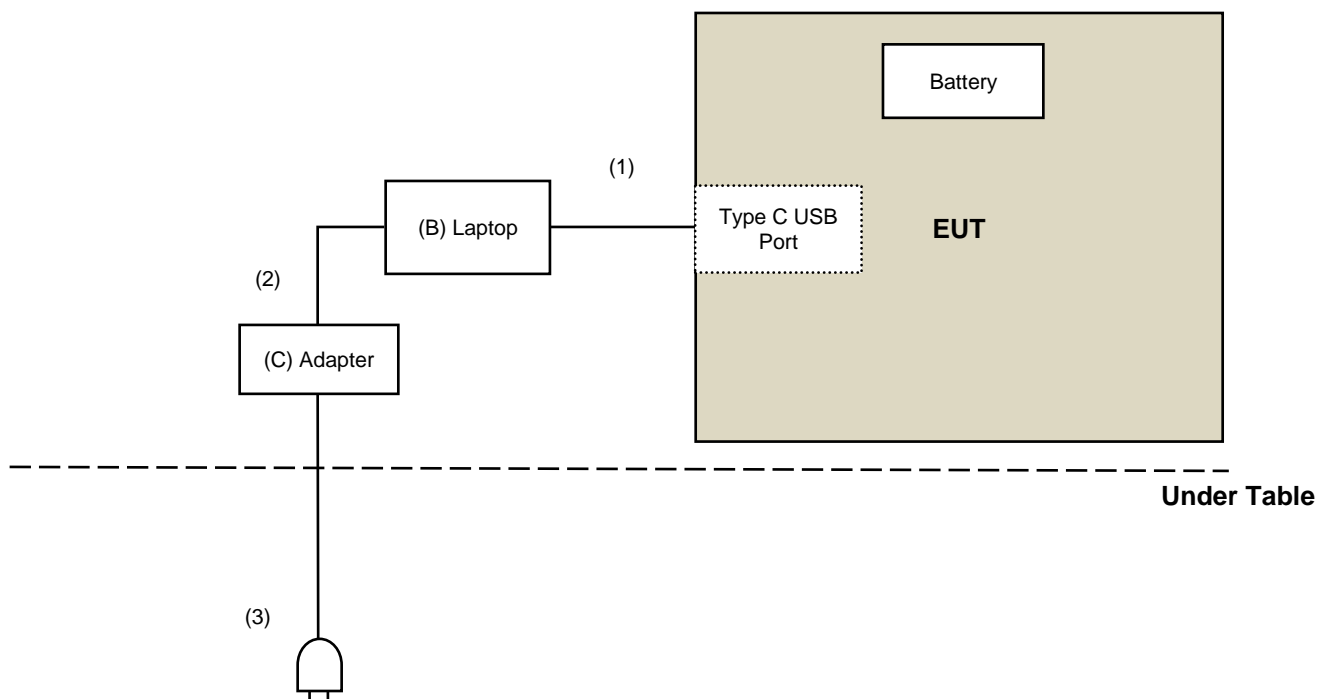 Battery
(1)
Type C USB
Port
EUT
(B) Laptop
(2)
(C) Adapter
Under Table
(3)